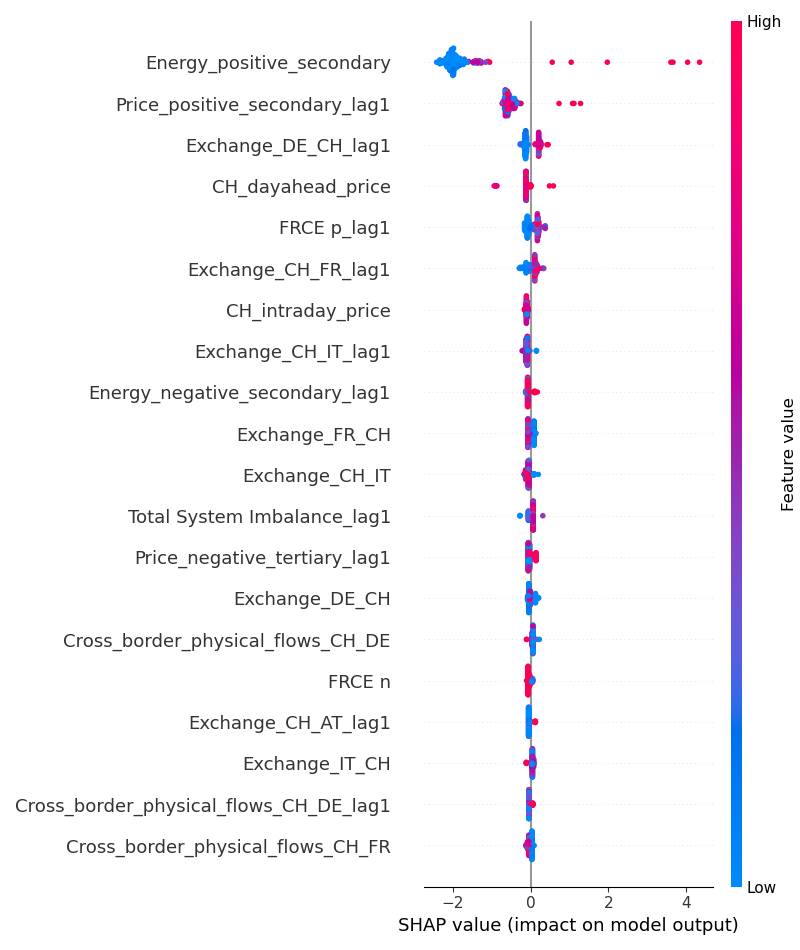 High
Energy_positive_secondary
Price_positive_secondary_lag1
Exchange_DE_CH_lag1
CH_dayahead_price
FRCE p_lag1
Exchange_CH_FR_lag1
CH_intraday_price
Exchange_CH_IT_lag1
Energy_negative_secondary_lag1
Exchange_FR_CH
Exchange_CH_IT
Total System Imbalance_lag1
Price_negative_tertiary_lag1
Exchange_DE_CH
Cross_border_physical_flows_CH_DE
FRCE n
Exchange_CH_AT_lag1
Exchange_IT_CH
Cross_border_physical_flows_CH_DE_lag1
Cross_border_physical_flows_CH_FR
Feature value
Low
−2 0 2 4
SHAP value (impact on model output)